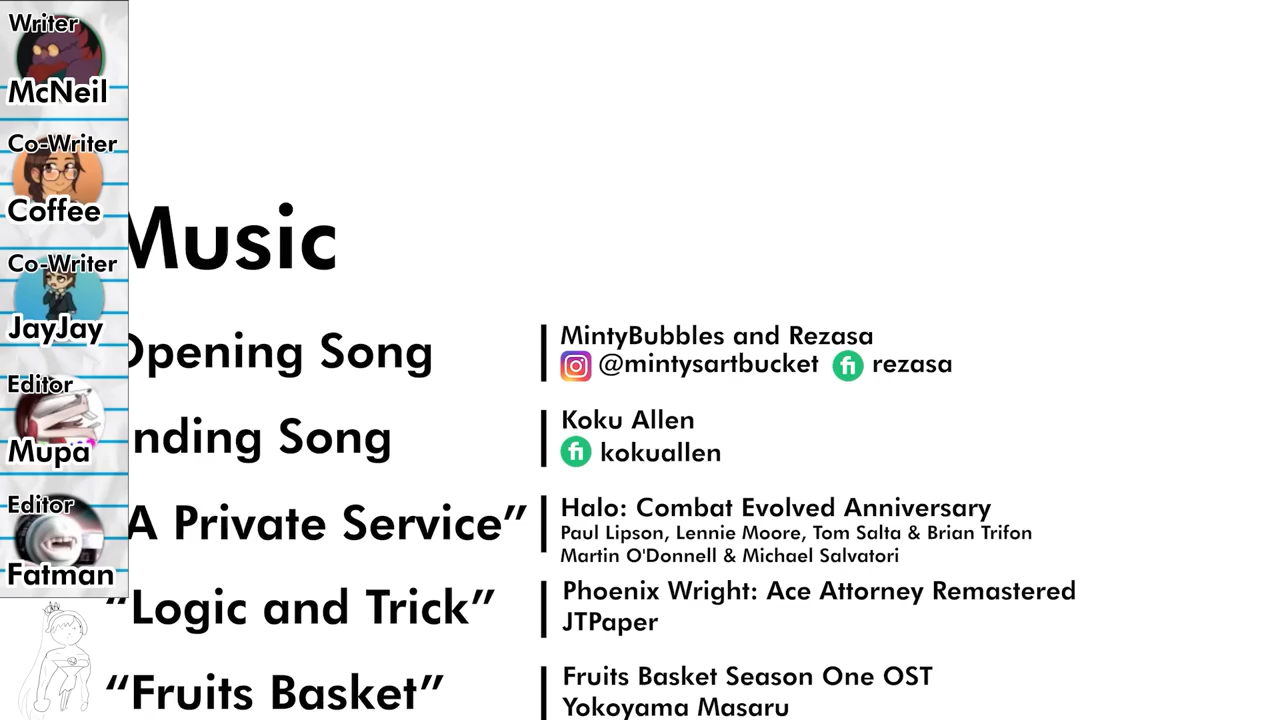 Writer
McNeil
Co-Writer
Coffee
Co-Writer
JayJay
Editor
Mupa
Editor
Fatman
Music
Opening Song
MintyBubbles and Rezasa
@mintysartbucket fi rezasa
nding Song
Koku Allen
fi kokuallen
“A Private Service”
Halo: Combat Evolved Anniversary
Paul Lipson, Lennie Moore, Tom Salta & Brian Trifon
Martin O'Donnell & Michael Salvatori
“Logic and Trick”
Phoenix Wright: Ace Attorney Remastered
JTPaper
“Fruits Basket”
Fruits Basket Season One OST
Yokoyama Masaru